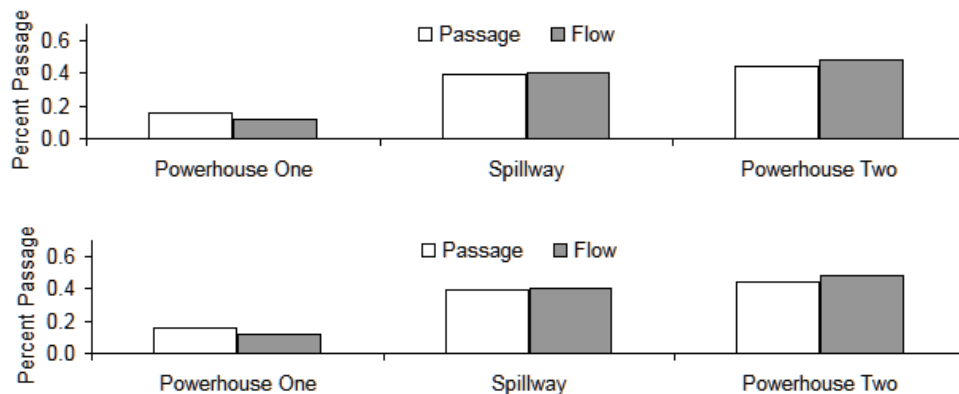 Percent Passage
0.6
0.4
0.2
0.0
Passage Flow
Powerhouse One Spillway Powerhouse Two
Percent Passage
0.6
0.4
0.2
0.0
Passage Flow
Powerhouse One Spillway Powerhouse Two